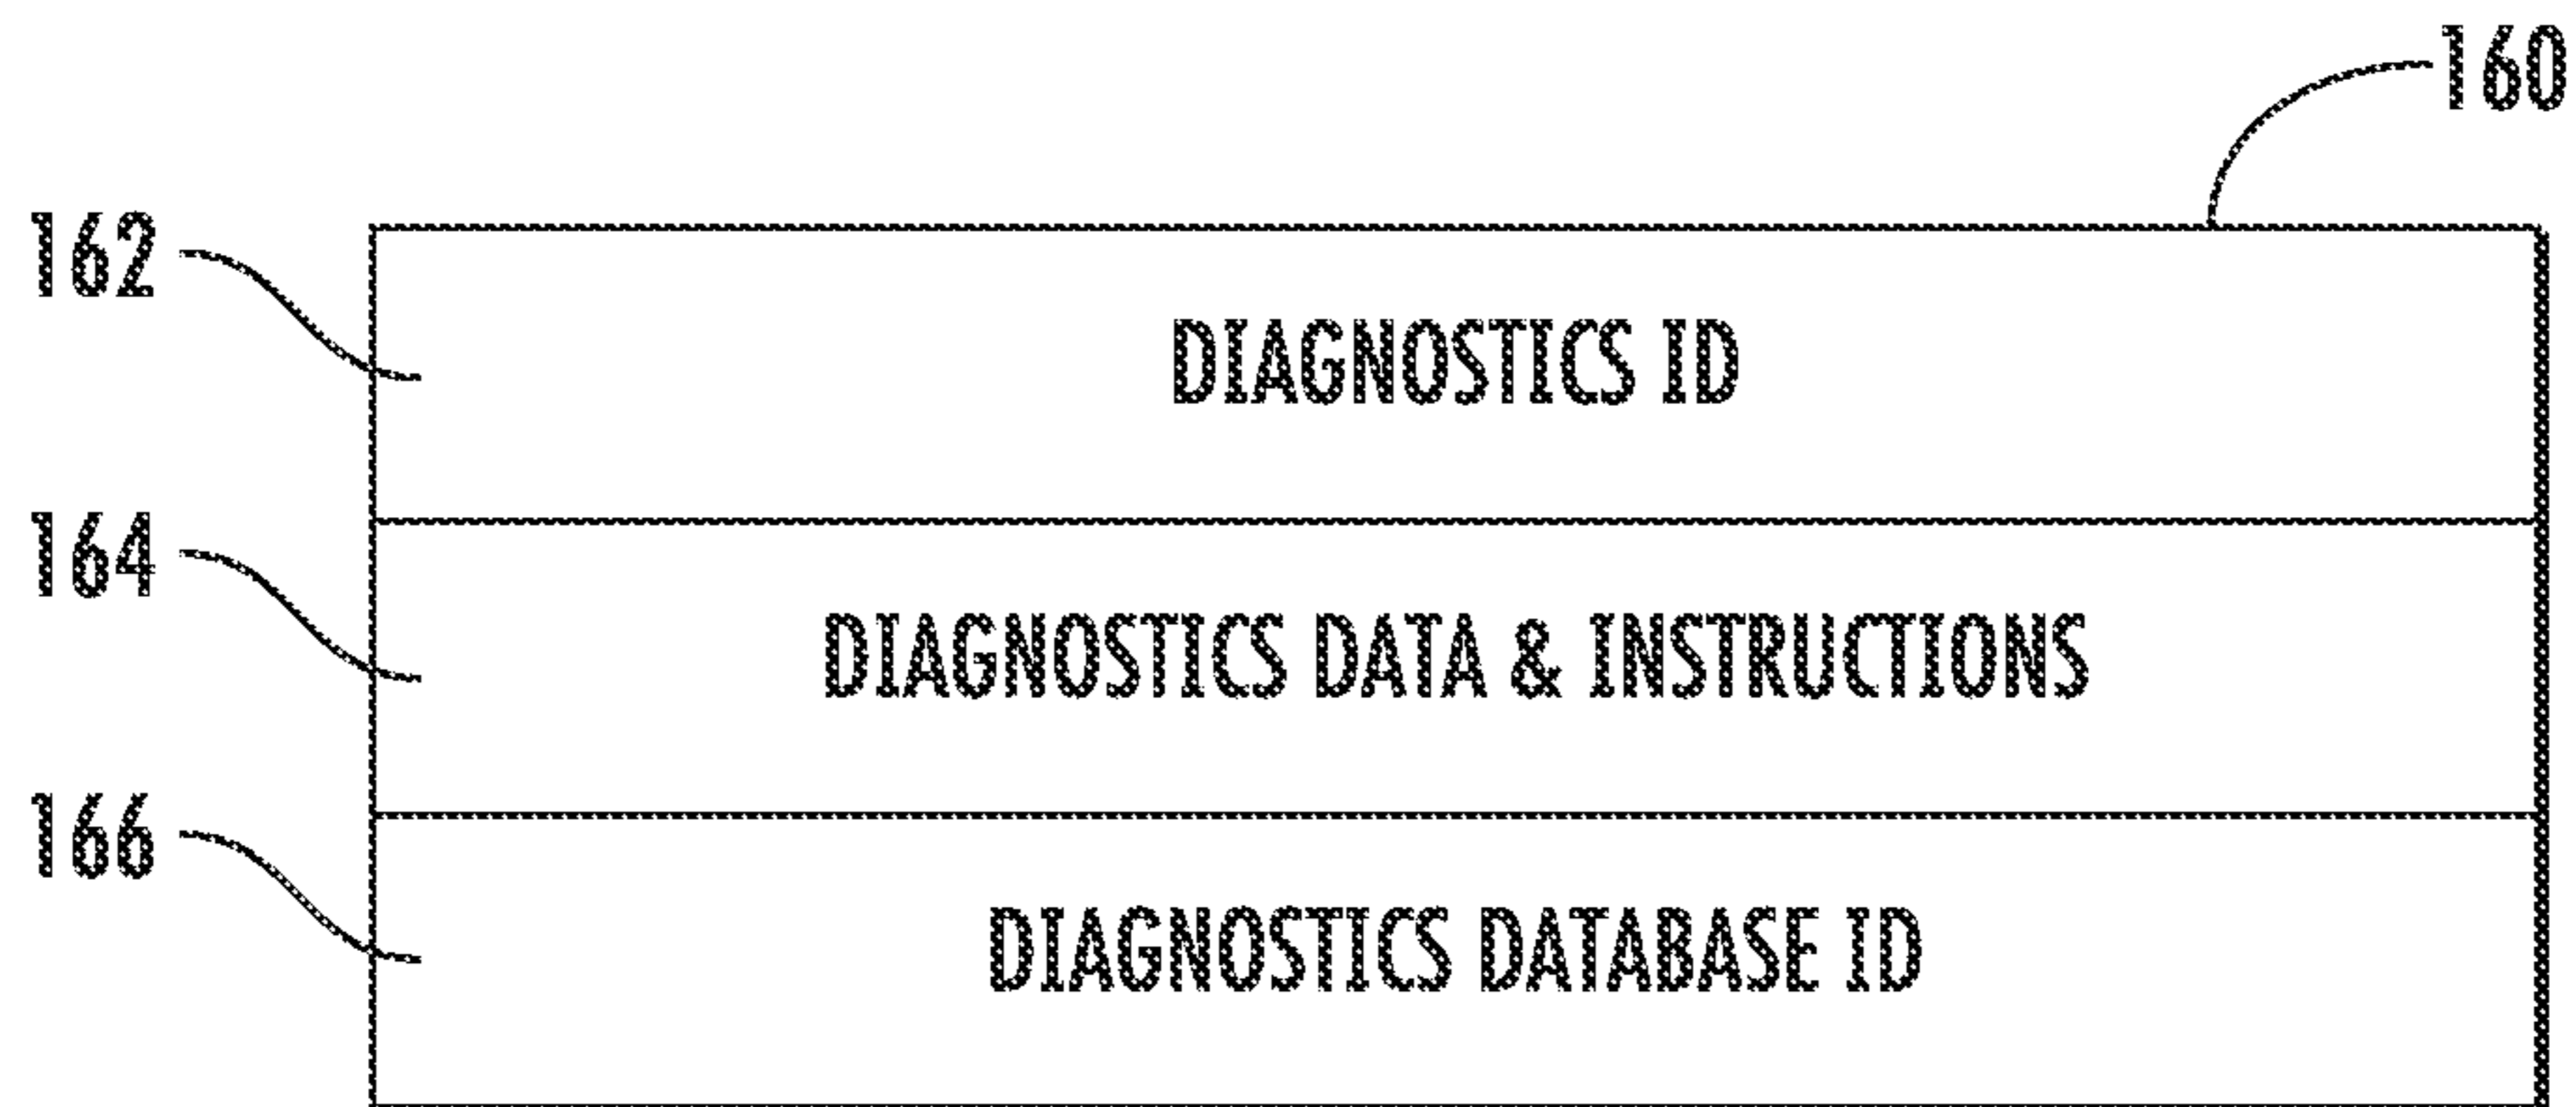 160
162
DIAGNOSTICS ID
164
DIAGNOSTICS DATA & INSTRUCTIONS
166
DIAGNOSTICS DATABASE ID